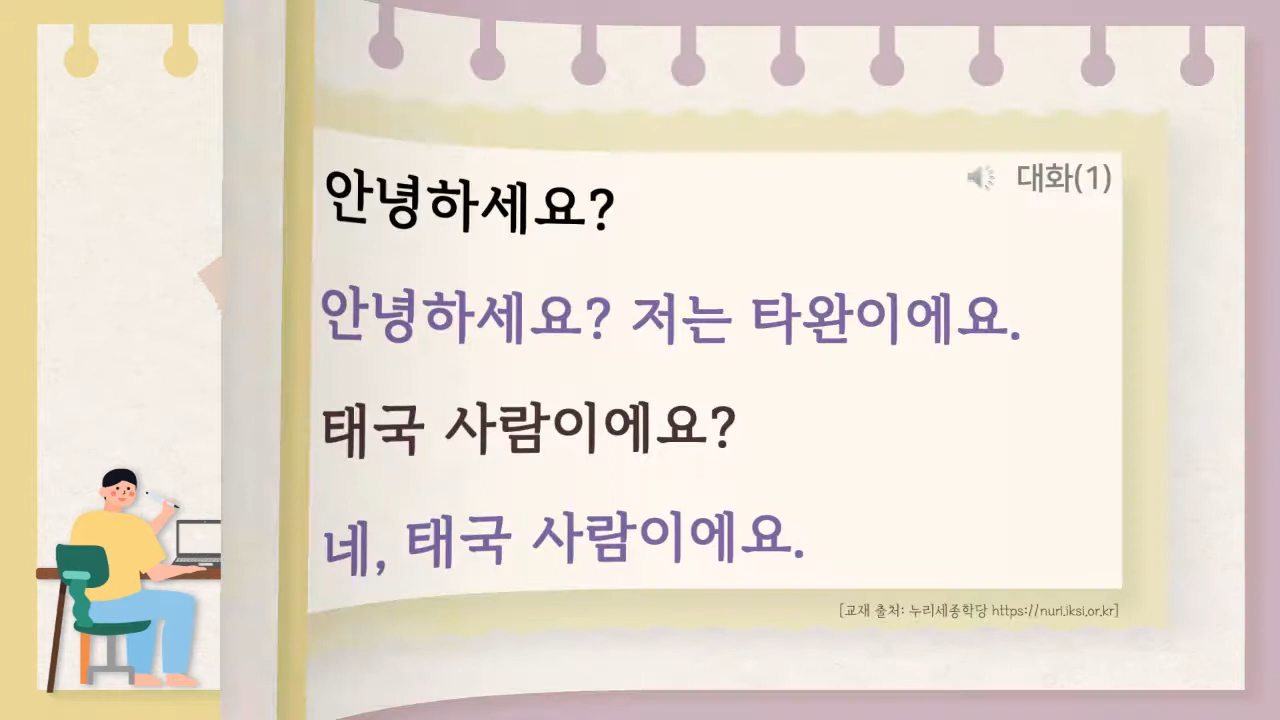 대화(1)
안녕하세요?
안녕하세요? 저는 타완이에요.
태국 사람이에요?
네, 태국 사람이에요.
[교재 출처: 누리세종학당 https://nuri.iksi.or.kr]